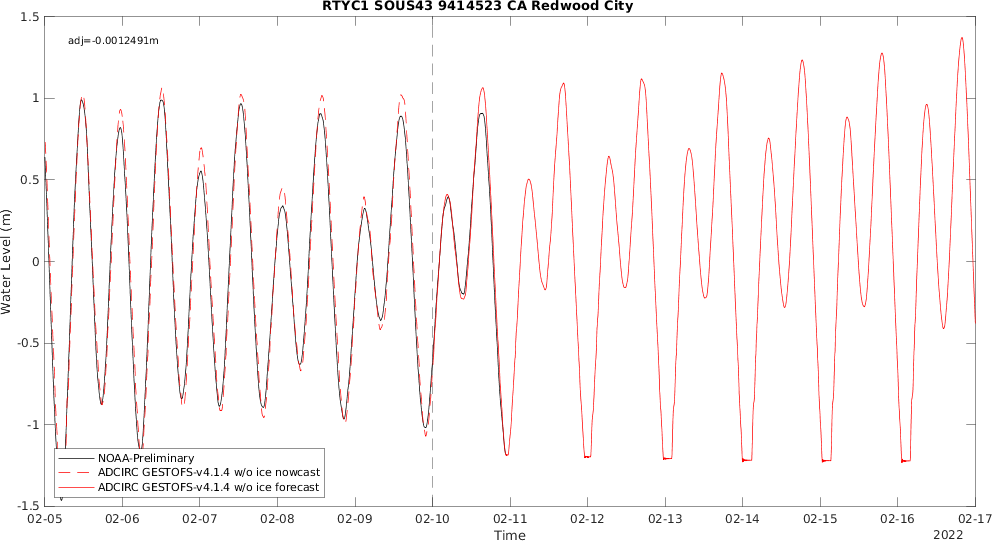 RTYC1 SOUS43 9414523 CA Redwood City
adj=-0.0012491m
1.5
1
0.5
0
-0.5
-1
-1.5
Water Level (m)
NOAA-Preliminary
ADCIRC GESTOFS-v4.1.4 w/o ice nowcast
ADCIRC GESTOFS-v4.1.4 w/o ice forecast
02-05 02-06 02-07 02-08 02-09 02-10 02-11 02-12 02-13 02-14 02-15 02-16 02-17
Time
2022